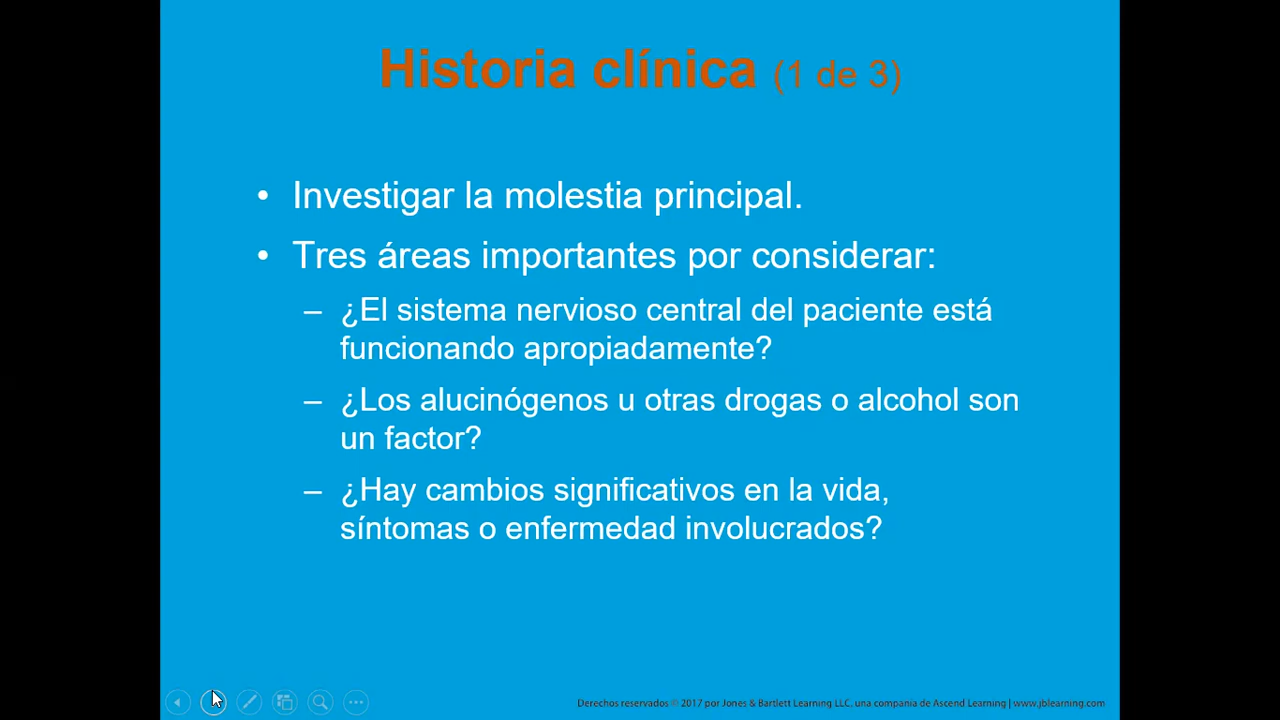 Historia clínica (1 de 3)
• Investigar la molestia principal.
• Tres áreas importantes por considerar:
– ¿El sistema nervioso central del paciente está
funcionando apropiadamente?
– ¿Los alucinógenos u otras drogas o alcohol son
un factor?
– ¿Hay cambios significativos en la vida,
síntomas o enfermedad involucrados?
Derechos reservados © 2017 por Jones & Bartlett Learning LLC. una compañía de Ascend Learning | www.jblearning.com